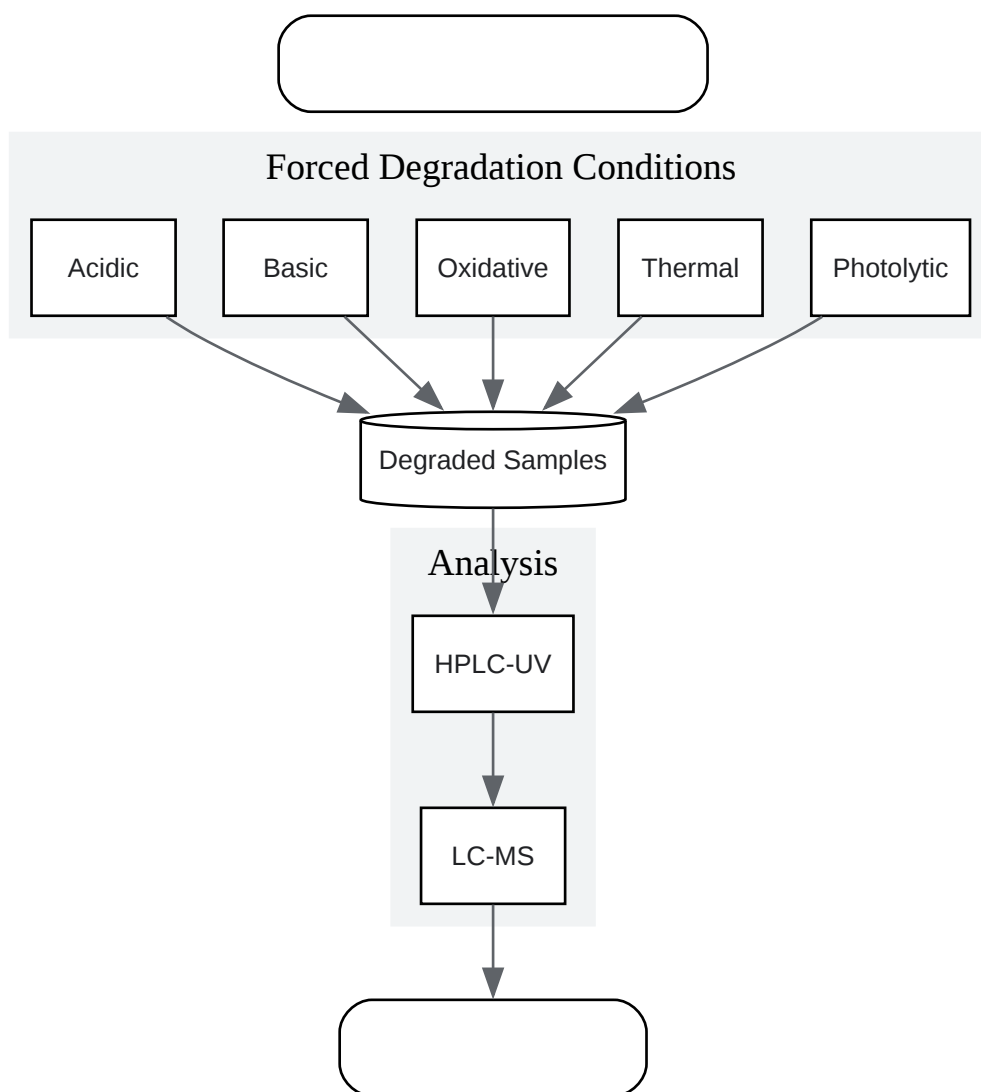 Forced Degradation Conditions
Acidic
Basic
Oxidative
Thermal
Photolytic
Degraded Samples
Analysis
HPLC-UV
LC-MS